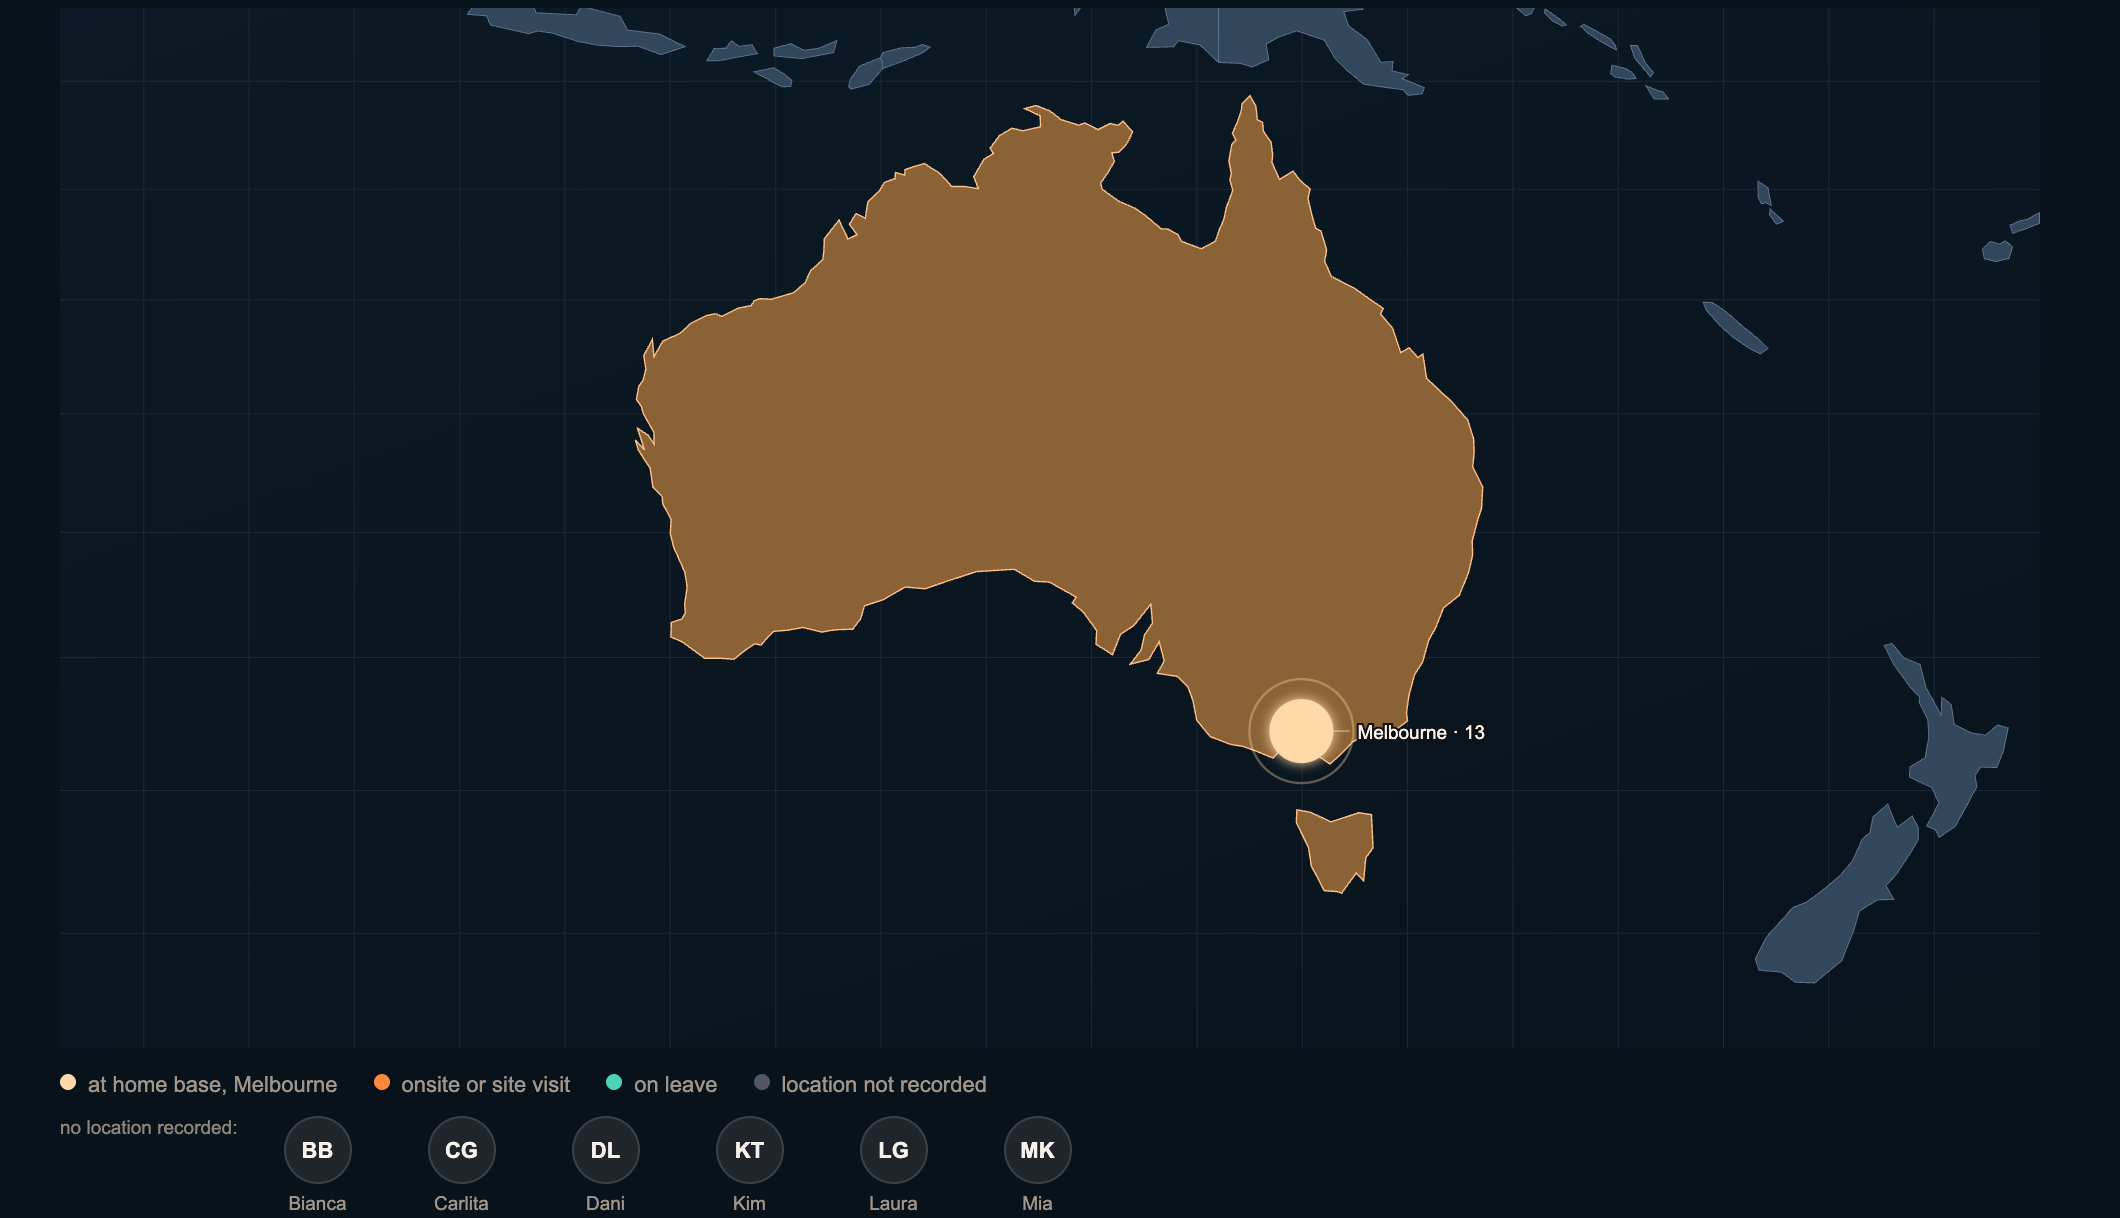 Melbourne · 13
at home base, Melbourne
onsite or site visit
on leave
location not recorded
no location recorded:
BB
CG
DL
KT
LG
MK
Bianca
Carlita
Dani
Kim
Laura
Mia